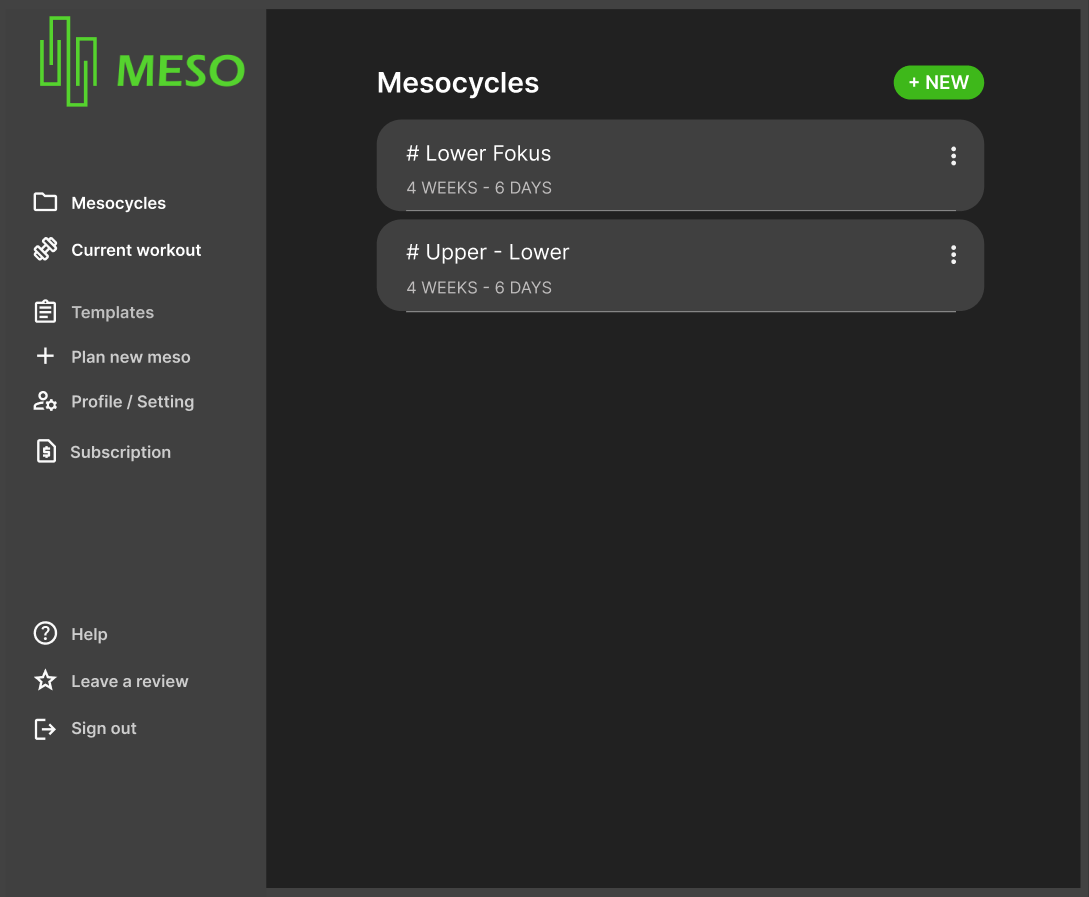 MESO
Mesocycles
Current workout
Templates
Plan new meso
Profile / Setting
Subscription
Help
Leave a review
Sign out
Mesocycles
+ NEW
# Lower Fokus
4 WEEKS - 6 DAYS
# Upper - Lower
4 WEEKS - 6 DAYS